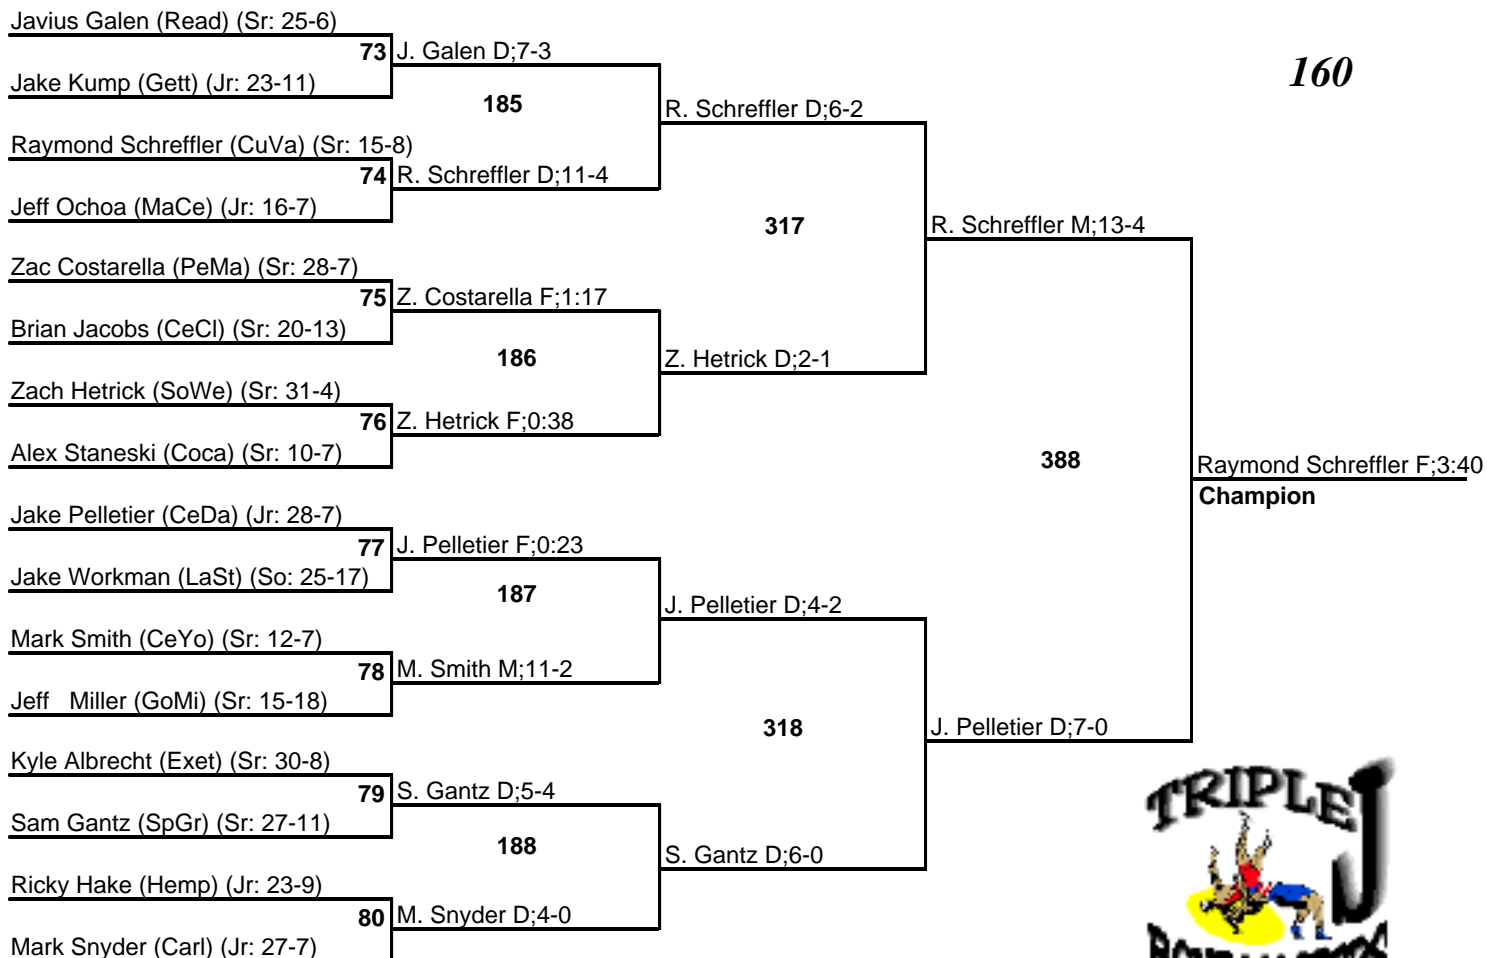 Javius Galen (Read) (Sr: 25-6)
73 J. Galen D;7-3
Jake Kump (Gett) (Jr: 23-11)
160
185
R. Schreffler D;6-2
Raymond Schreffler (CuVa) (Sr: 15-8)
74 R. Schreffler D;11-4
Jeff Ochoa (MaCe) (Jr: 16-7)
317
R. Schreffler M;13-4
Zac Costarella (PeMa) (Sr: 28-7)
75 Z. Costarella F;1:17
Brian Jacobs (CeCl) (Sr: 20-13)
186
Z. Hetrick D;2-1
Zach Hetrick (SoWe) (Sr: 31-4)
76 Z. Hetrick F;0:38
Alex Staneski (Coca) (Sr: 10-7)
388
Raymond Schreffler F;3:40
Champion
Jake Pelletier (CeDa) (Jr: 28-7)
77 J. Pelletier F;0:23
Jake Workman (LaSt) (So: 25-17)
187
J. Pelletier D;4-2
Mark Smith (CeYo) (Sr: 12-7)
78 M. Smith M;11-2
Jeff Miller (GoMi) (Sr: 15-18)
318
J. Pelletier D;7-0
Kyle Albrecht (Exet) (Sr: 30-8)
79 S. Gantz D;5-4
Sam Gantz (SpGr) (Sr: 27-11)
188
S. Gantz D;6-0
Ricky Hake (Hemp) (Jr: 23-9)
80 M. Snyder D;4-0
Mark Snyder (Carl) (Jr: 27-7)
TRIPLE J